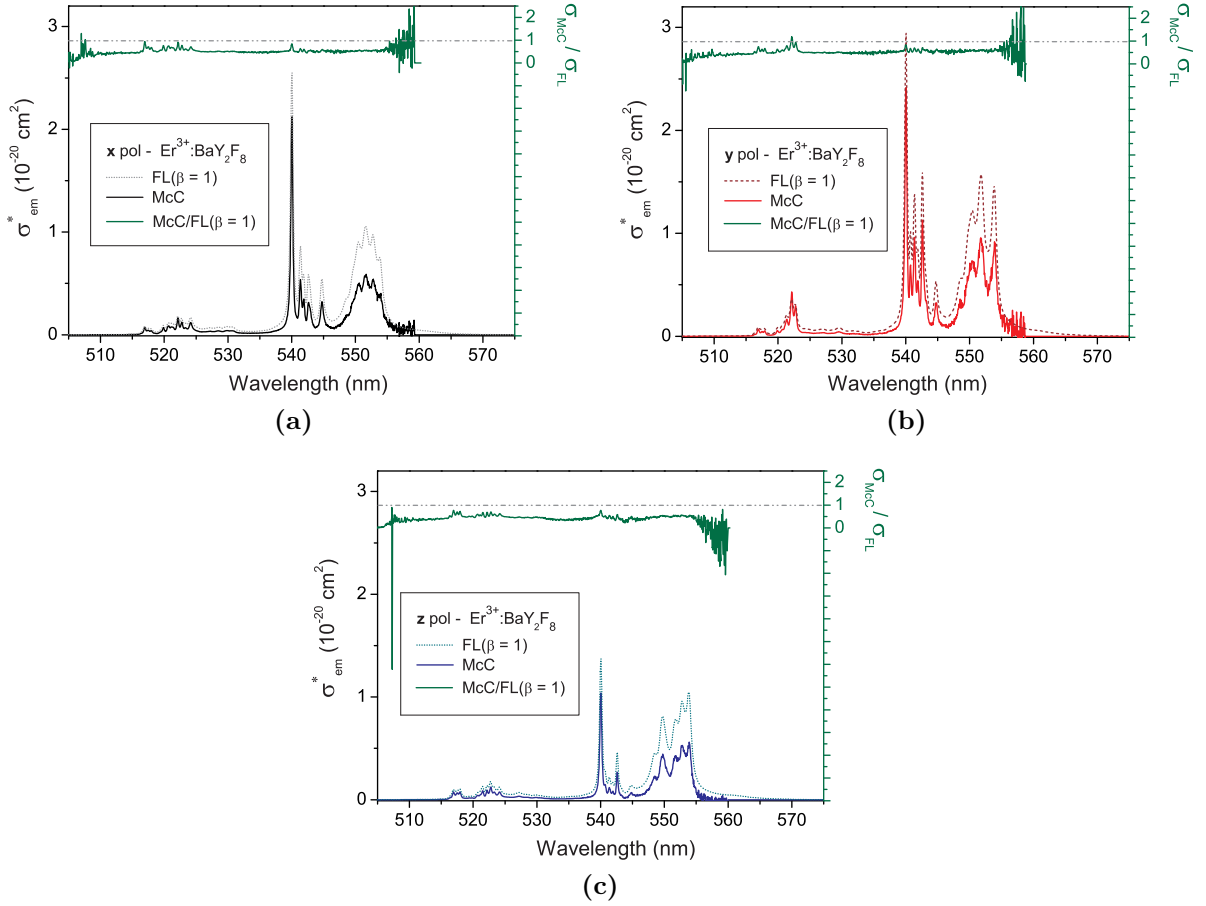 3
2
1
0
σ*em (10⁻²⁰ cm²)
2
1
0
σMcC / σFL
x pol - Er³⁺:BaY₂F₈
FL(β = 1)
McC
McC/FL(β = 1)
510 520 530 540 550 560 570
Wavelength (nm)
(a)
3
2
1
0
σ*em (10⁻²⁰ cm²)
2
1
0
σMcC / σFL
y pol - Er³⁺:BaY₂F₈
FL(β = 1)
McC
McC/FL(β = 1)
510 520 530 540 550 560 570
Wavelength (nm)
(b)
3
2
1
0
σ*em (10⁻²⁰ cm²)
2
1
0
σMcC / σFL
z pol - Er³⁺:BaY₂F₈
FL(β = 1)
McC
McC/FL(β = 1)
510 520 530 540 550 560 570
Wavelength (nm)
(c)